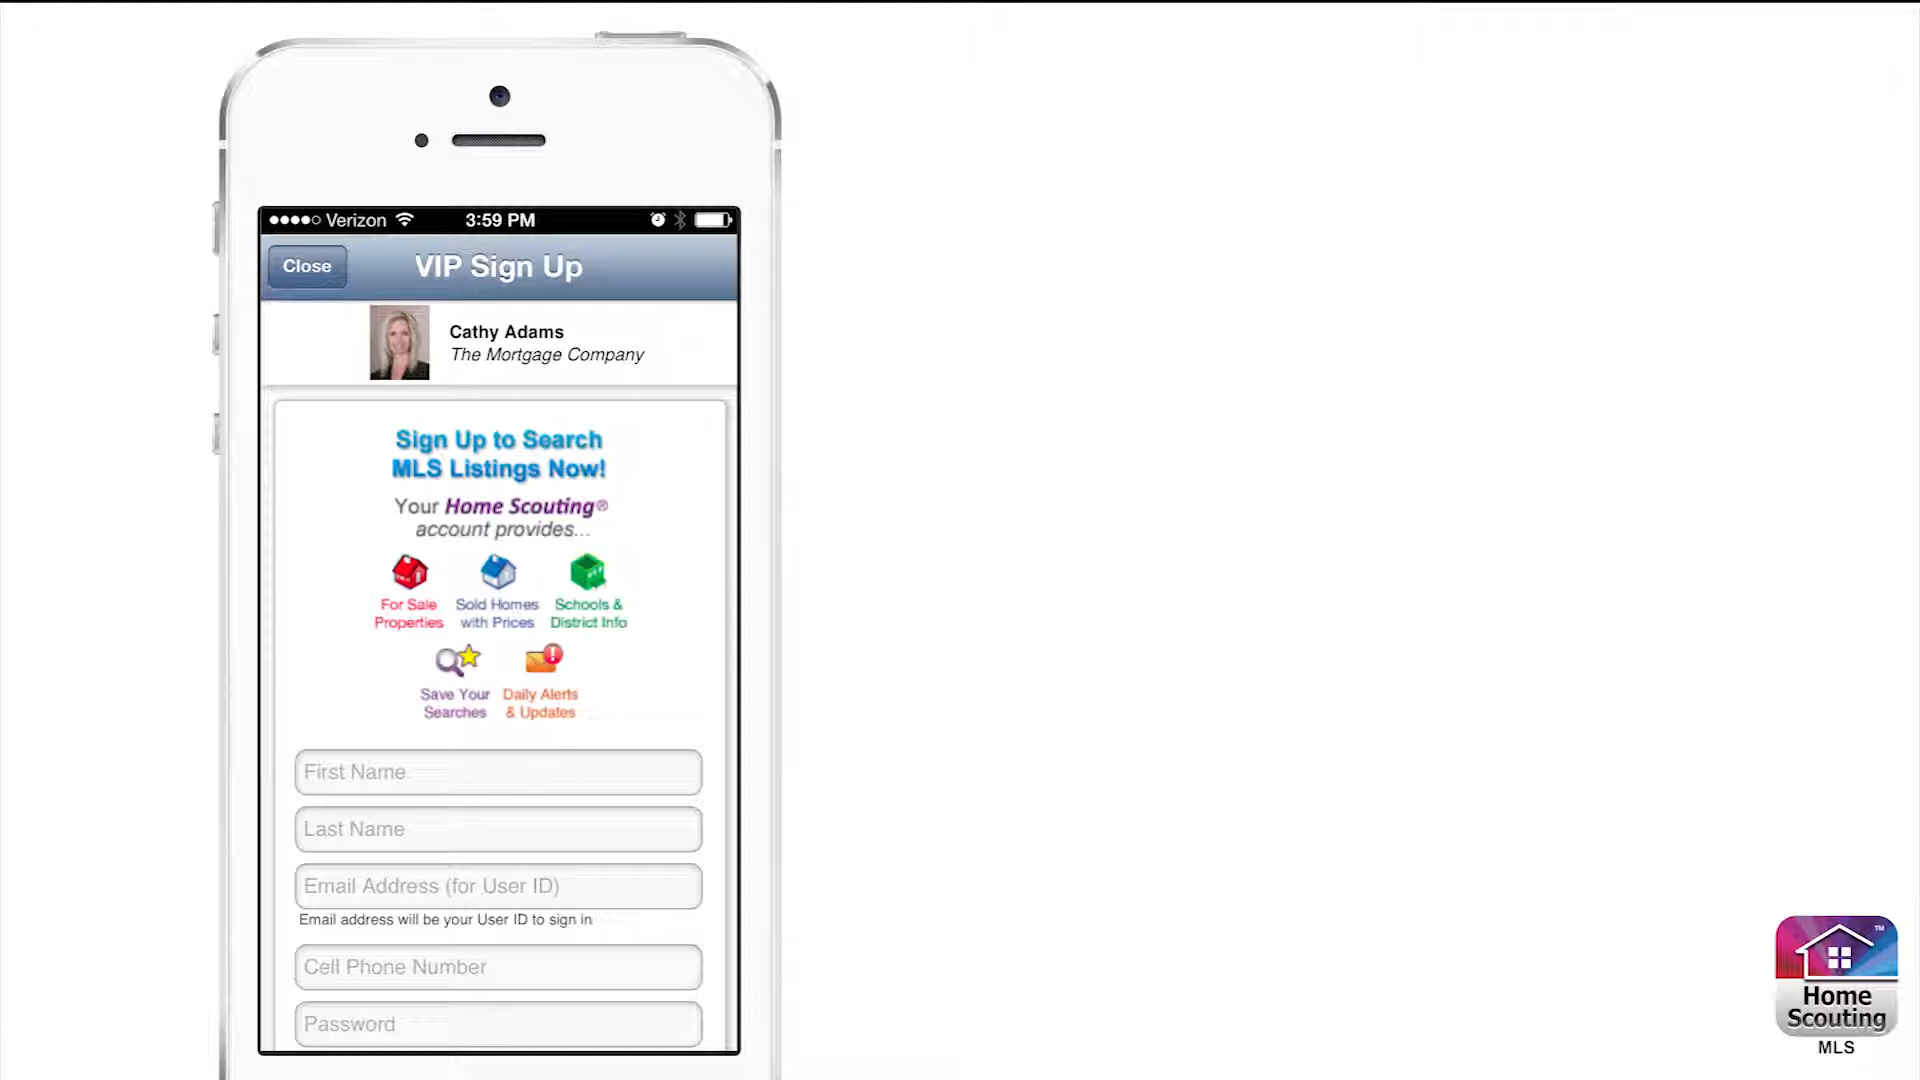 Verizon 3:59 PM
Close VIP Sign Up
Cathy Adams
The Mortgage Company
Sign Up to Search
MLS Listings Now!
Your Home Scouting®
account provides...
For Sale Properties
Sold Homes with Prices
Schools & District Info
Save Your Searches
Daily Alerts & Updates
First Name
Last Name
Email Address (for User ID)
Email address will be your User ID to sign in
Cell Phone Number
Password
TM
Home
Scouting
MLS